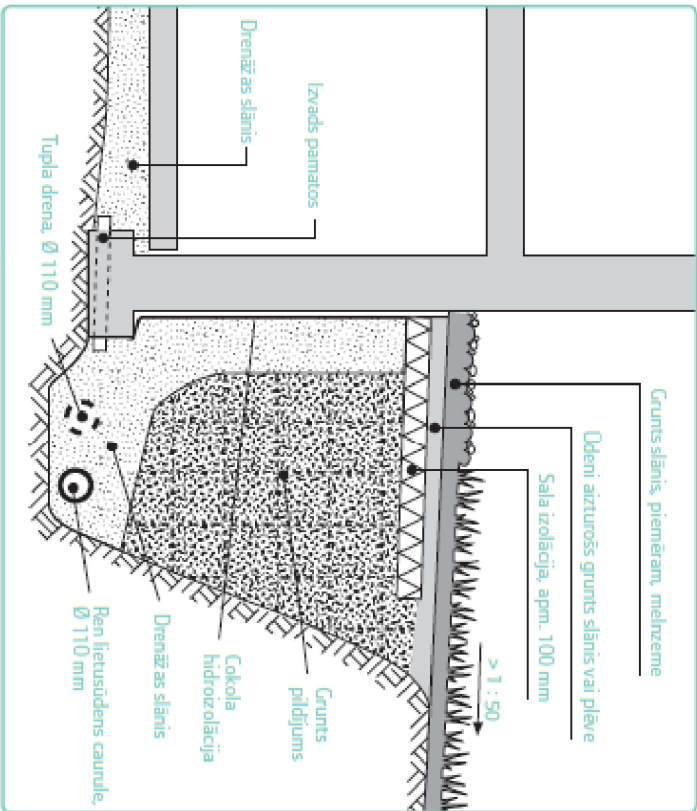 Grunts slānis, piemēram, melnzeme
Ūdeni aizturošs grunts slānis vai plēve
Sala izolācija, apm. 100 mm
> 1 : 50
Izvads pamatos
Drenāžas slānis
Tupla drena, Ø 110 mm
Grunts
pildījums
Cokola
hidroizolācija
Drenāžas slānis
Ren lietusūdens caurule,
Ø 110 mm